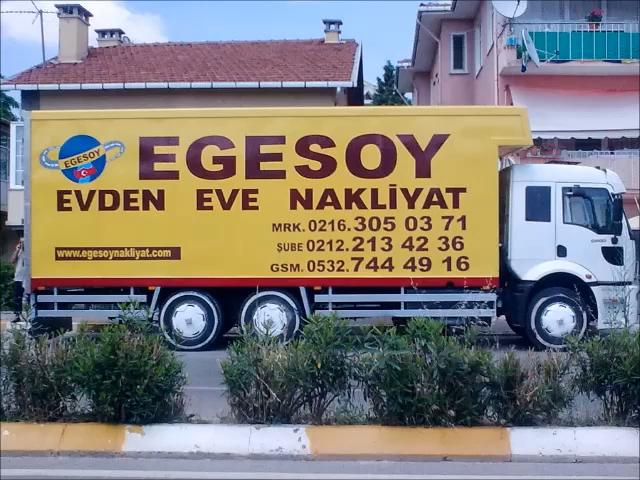 EGESOY
EGESOY
EVDEN EVE NAKLİYAT
MRK. 0216.305 03 71
ŞUBE 0212.213 42 36
www.egesoynakliyat.com
GSM. 0532.744 49 16